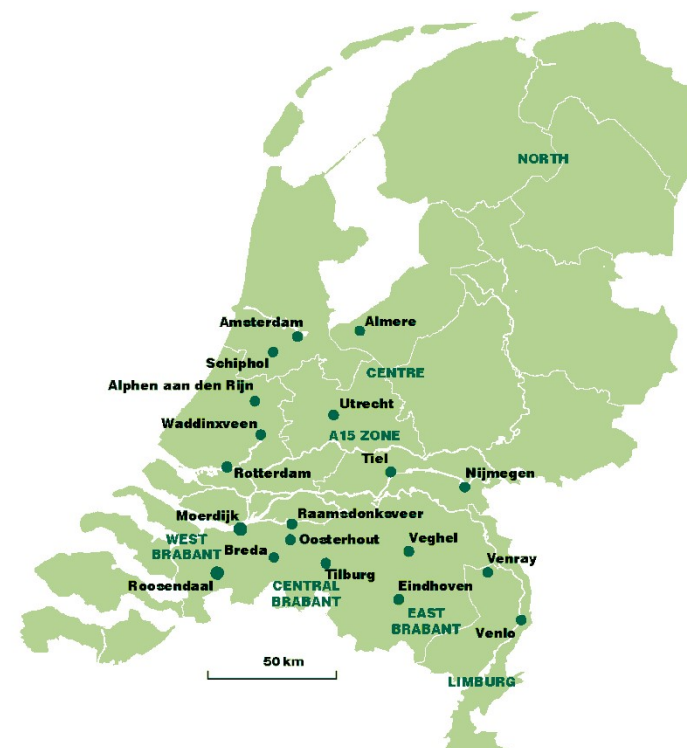 NORTH
Amsterdam
Almere
Schiphol
CENTRE
Alphen aan den Rijn
Utrecht
Waddinxveen
A15 ZONE
Tiel
Rotterdam
Nijmegen
Moerdijk
Raamsdonksveer
WEST
BRABANT
Oosterhout
Breda
Veghel
Venray
Roosendaal
Tilburg
CENTRAL
BRABANT
Eindhoven
EAST
BRABANT
Venlo
50 km
LIMBURG